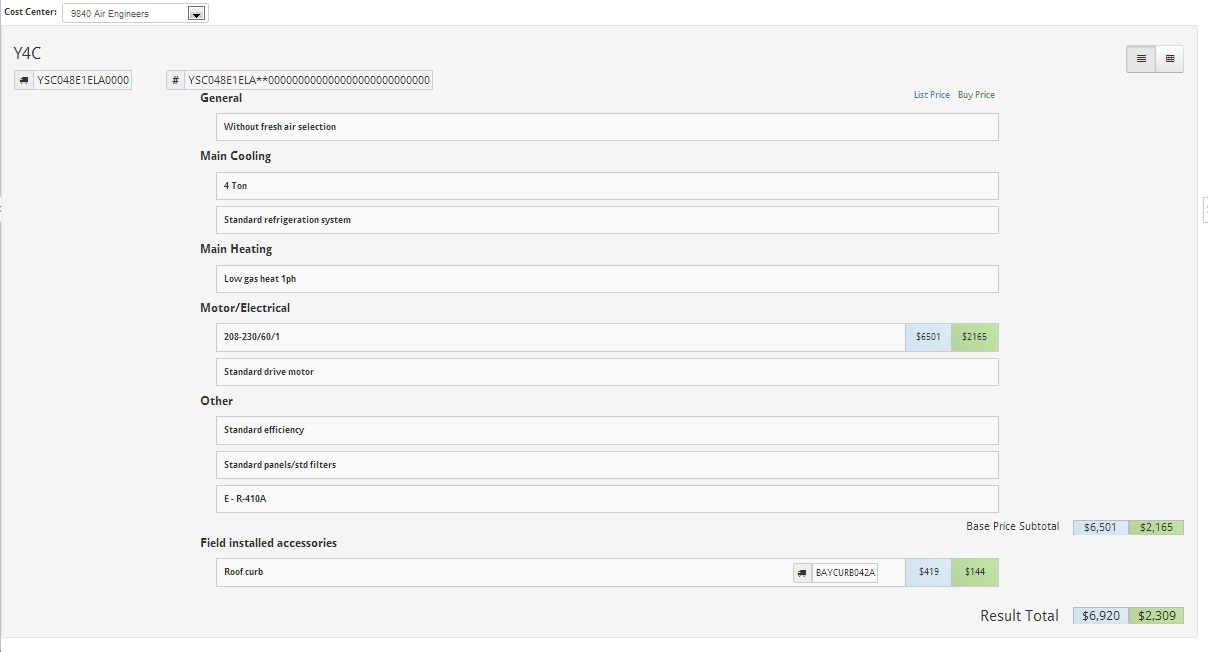 Cost Center: 9840 Air Engineers
Y4C
YSC048E1ELA0000 # YSC048E1ELA**0000000000000000000000000000
General List Price Buy Price
Without fresh air selection
Main Cooling
4 Ton
Standard refrigeration system
Main Heating
Low gas heat 1ph
Motor/Electrical
208-230/60/1 $6501 $2165
Standard drive motor
Other
Standard efficiency
Standard panels/std filters
E - R-410A
Base Price Subtotal $6,501 $2,165
Field installed accessories
Roof curb BAYCURB042A $419 $144
Result Total $6,920 $2,309